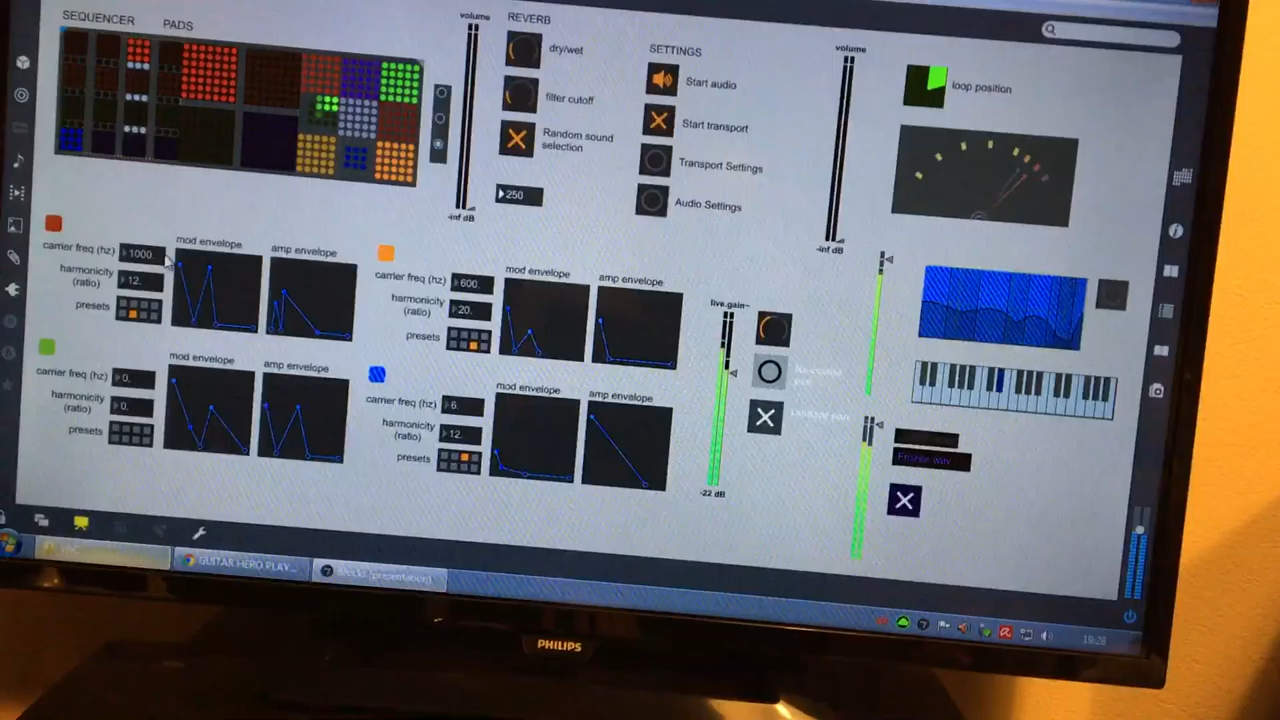 SEQUENCER
PADS
volume
-inf dB
REVERB
dry/wet
filter cutoff
Random sound
selection
250
SETTINGS
Start audio
Start transport
Transport Settings
Audio Settings
volume
-inf dB
loop position
carrier freq (hz)
1000.
harmonicity
(ratio)
12.
presets
mod envelope
amp envelope
carrier freq (hz)
600.
harmonicity
(ratio)
20.
presets
mod envelope
amp envelope
carrier freq (hz)
0.
harmonicity
(ratio)
0.
presets
mod envelope
amp envelope
carrier freq (hz)
6.
harmonicity
(ratio)
12.
presets
mod envelope
amp envelope
live.gain~
-22 dB
GUITAR HERO PLAY...
(presentation)
19:28
PHILIPS